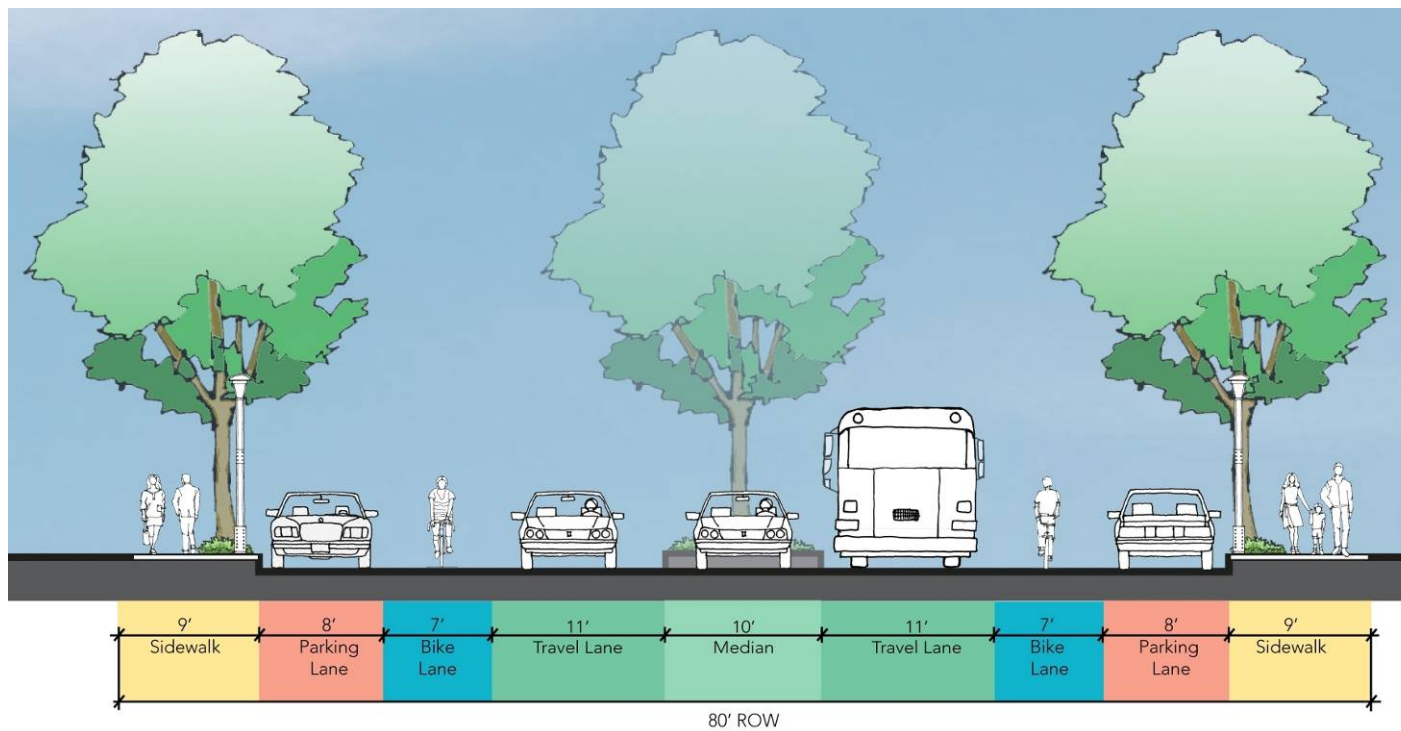 9’ 8’ 7’ 11’ 10’ 11’ 7’ 8’ 9’
Sidewalk Parking Bike Travel Lane Median Travel Lane Bike Parking Sidewalk
Lane Lane Lane Lane
80’ ROW